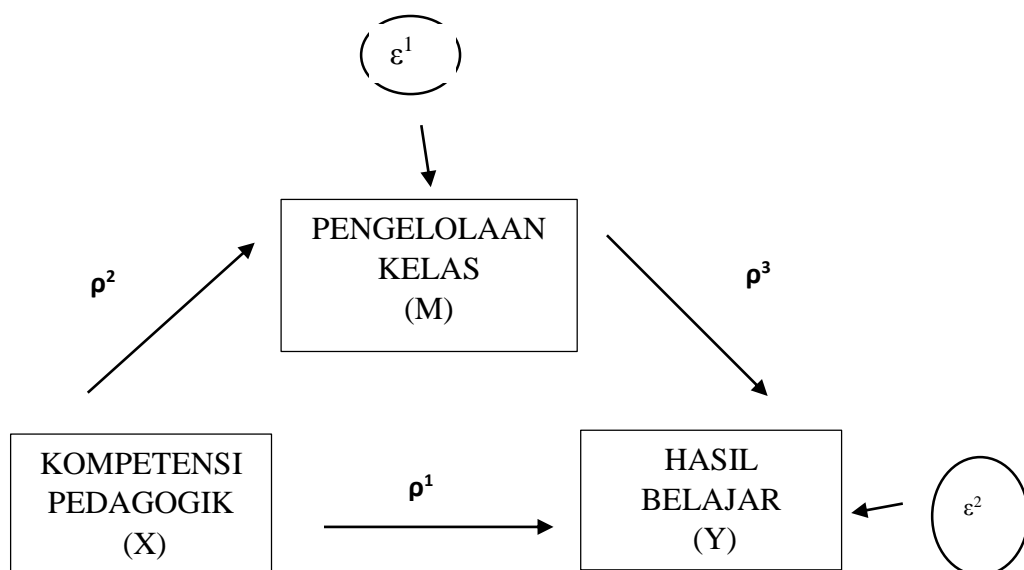 ε¹
PENGELOLAAN
KELAS
(M)
ρ²
ρ³
KOMPETENSI
PEDAGOGIK
(X)
ρ¹
HASIL
BELAJAR
(Y)
ε²